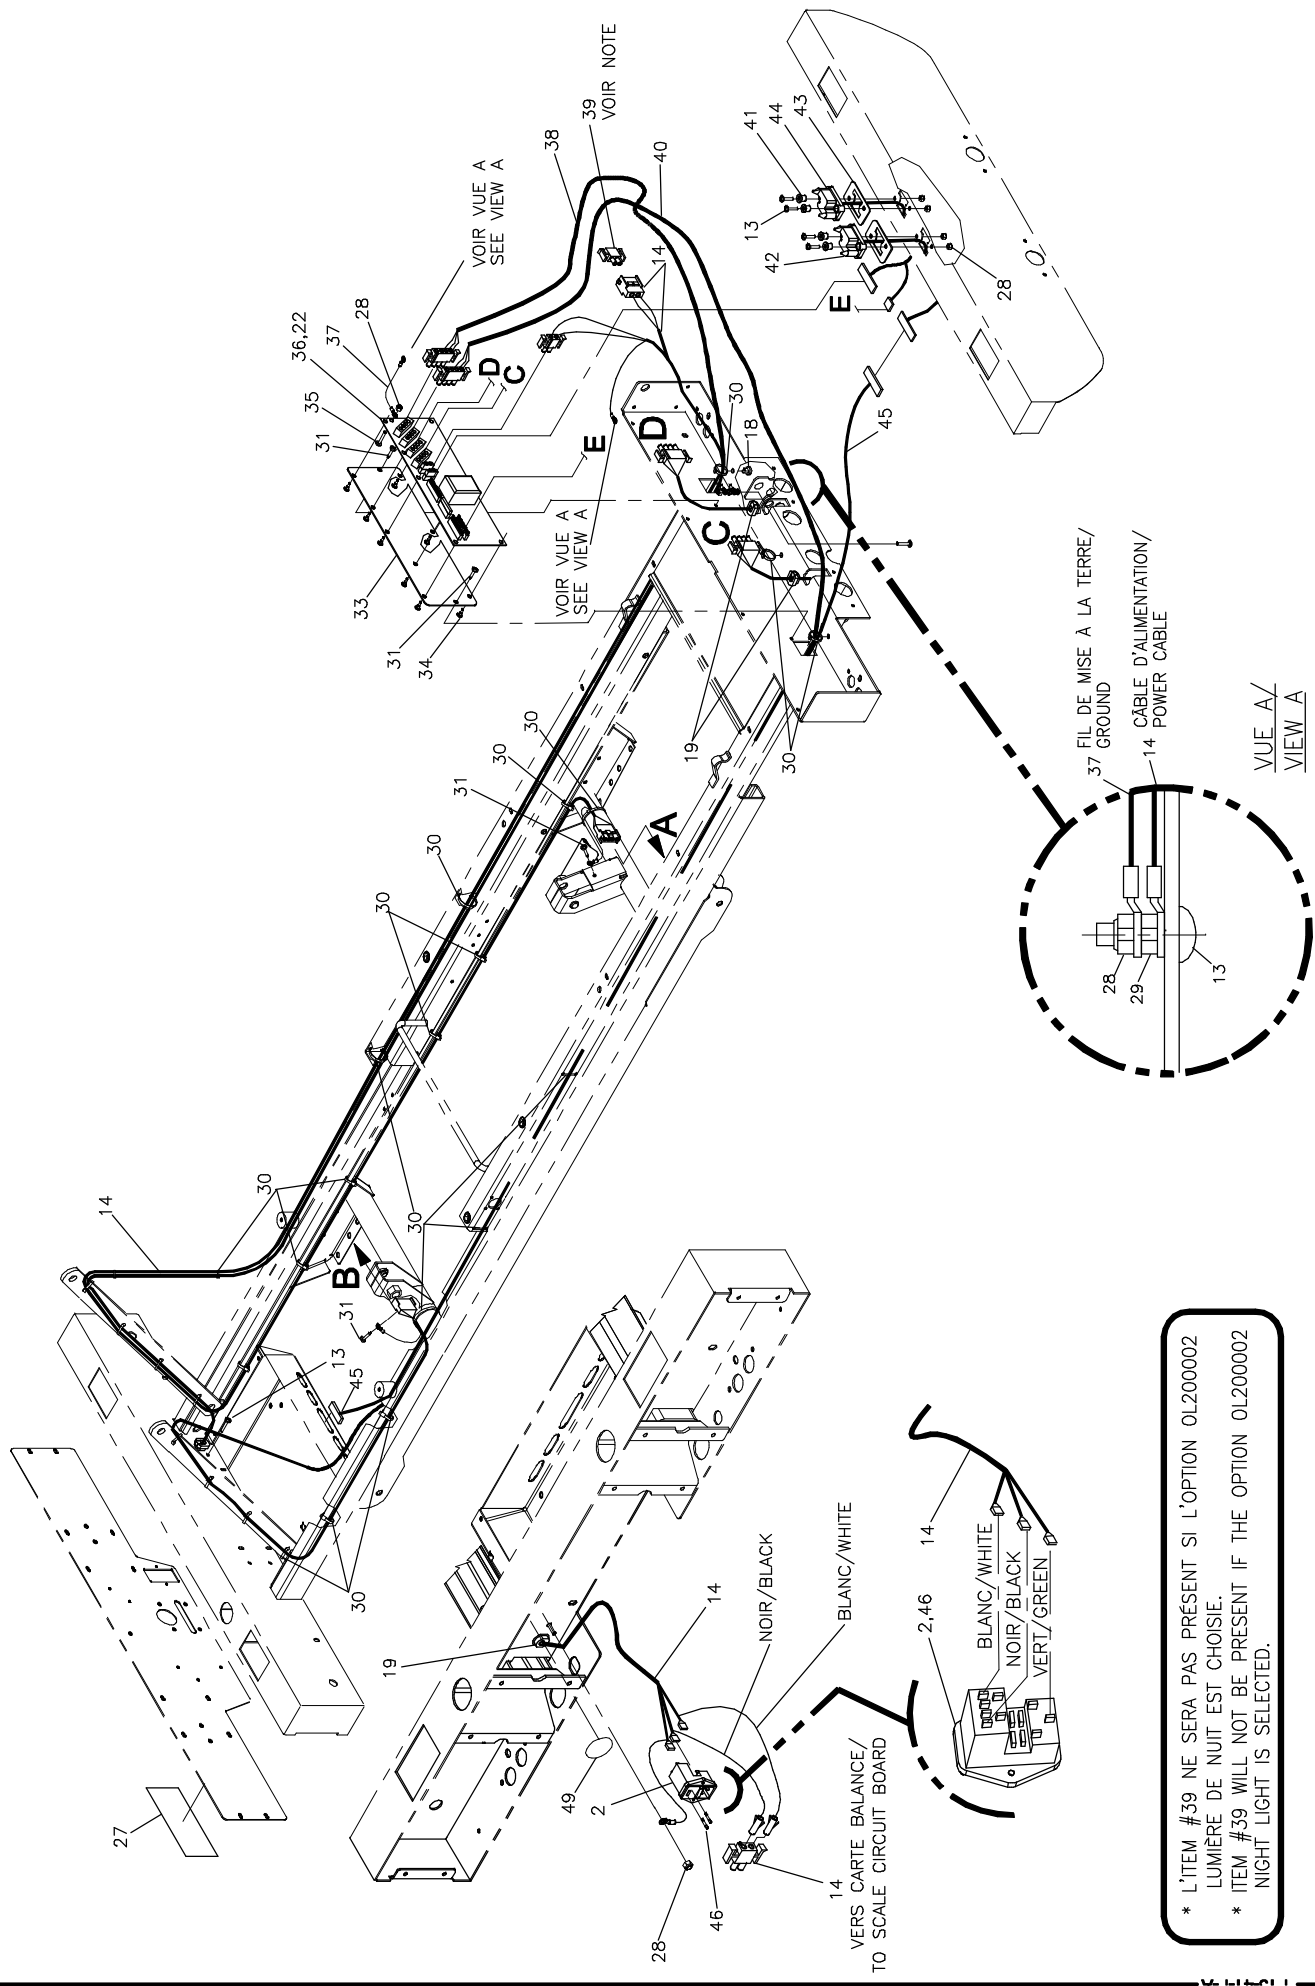 39
VOIR NOTE
38
40
VOIR VUE A
SEE VIEW A
14
28
37
36,22
35
31
D
C
33
31
34
E
VOIR VUE A
SEE VIEW A
D
C
30
18
19
30
41
44
43
13
42
28
E
45
30
30
31
30
30
A
14
30
30
B
31
13
45
30
27
37 FIL DE MISE À LA TERRE/
GROUND
14 CÂBLE D'ALIMENTATION/
POWER CABLE
28
29
13
VUE A/
VIEW A
19
49
2
28
46
14
NOIR/BLACK
BLANC/WHITE
14
VERS CARTE BALANCE/
TO SCALE CIRCUIT BOARD
2,46
14
BLANC/WHITE
NOIR/BLACK
VERT/GREEN
* L'ITEM #39 NE SERA PAS PRÉSENT SI L'OPTION OL200002
LUMIÈRE DE NUIT EST CHOISIE.
* ITEM #39 WILL NOT BE PRESENT IF THE OPTION OL200002
NIGHT LIGHT IS SELECTED.